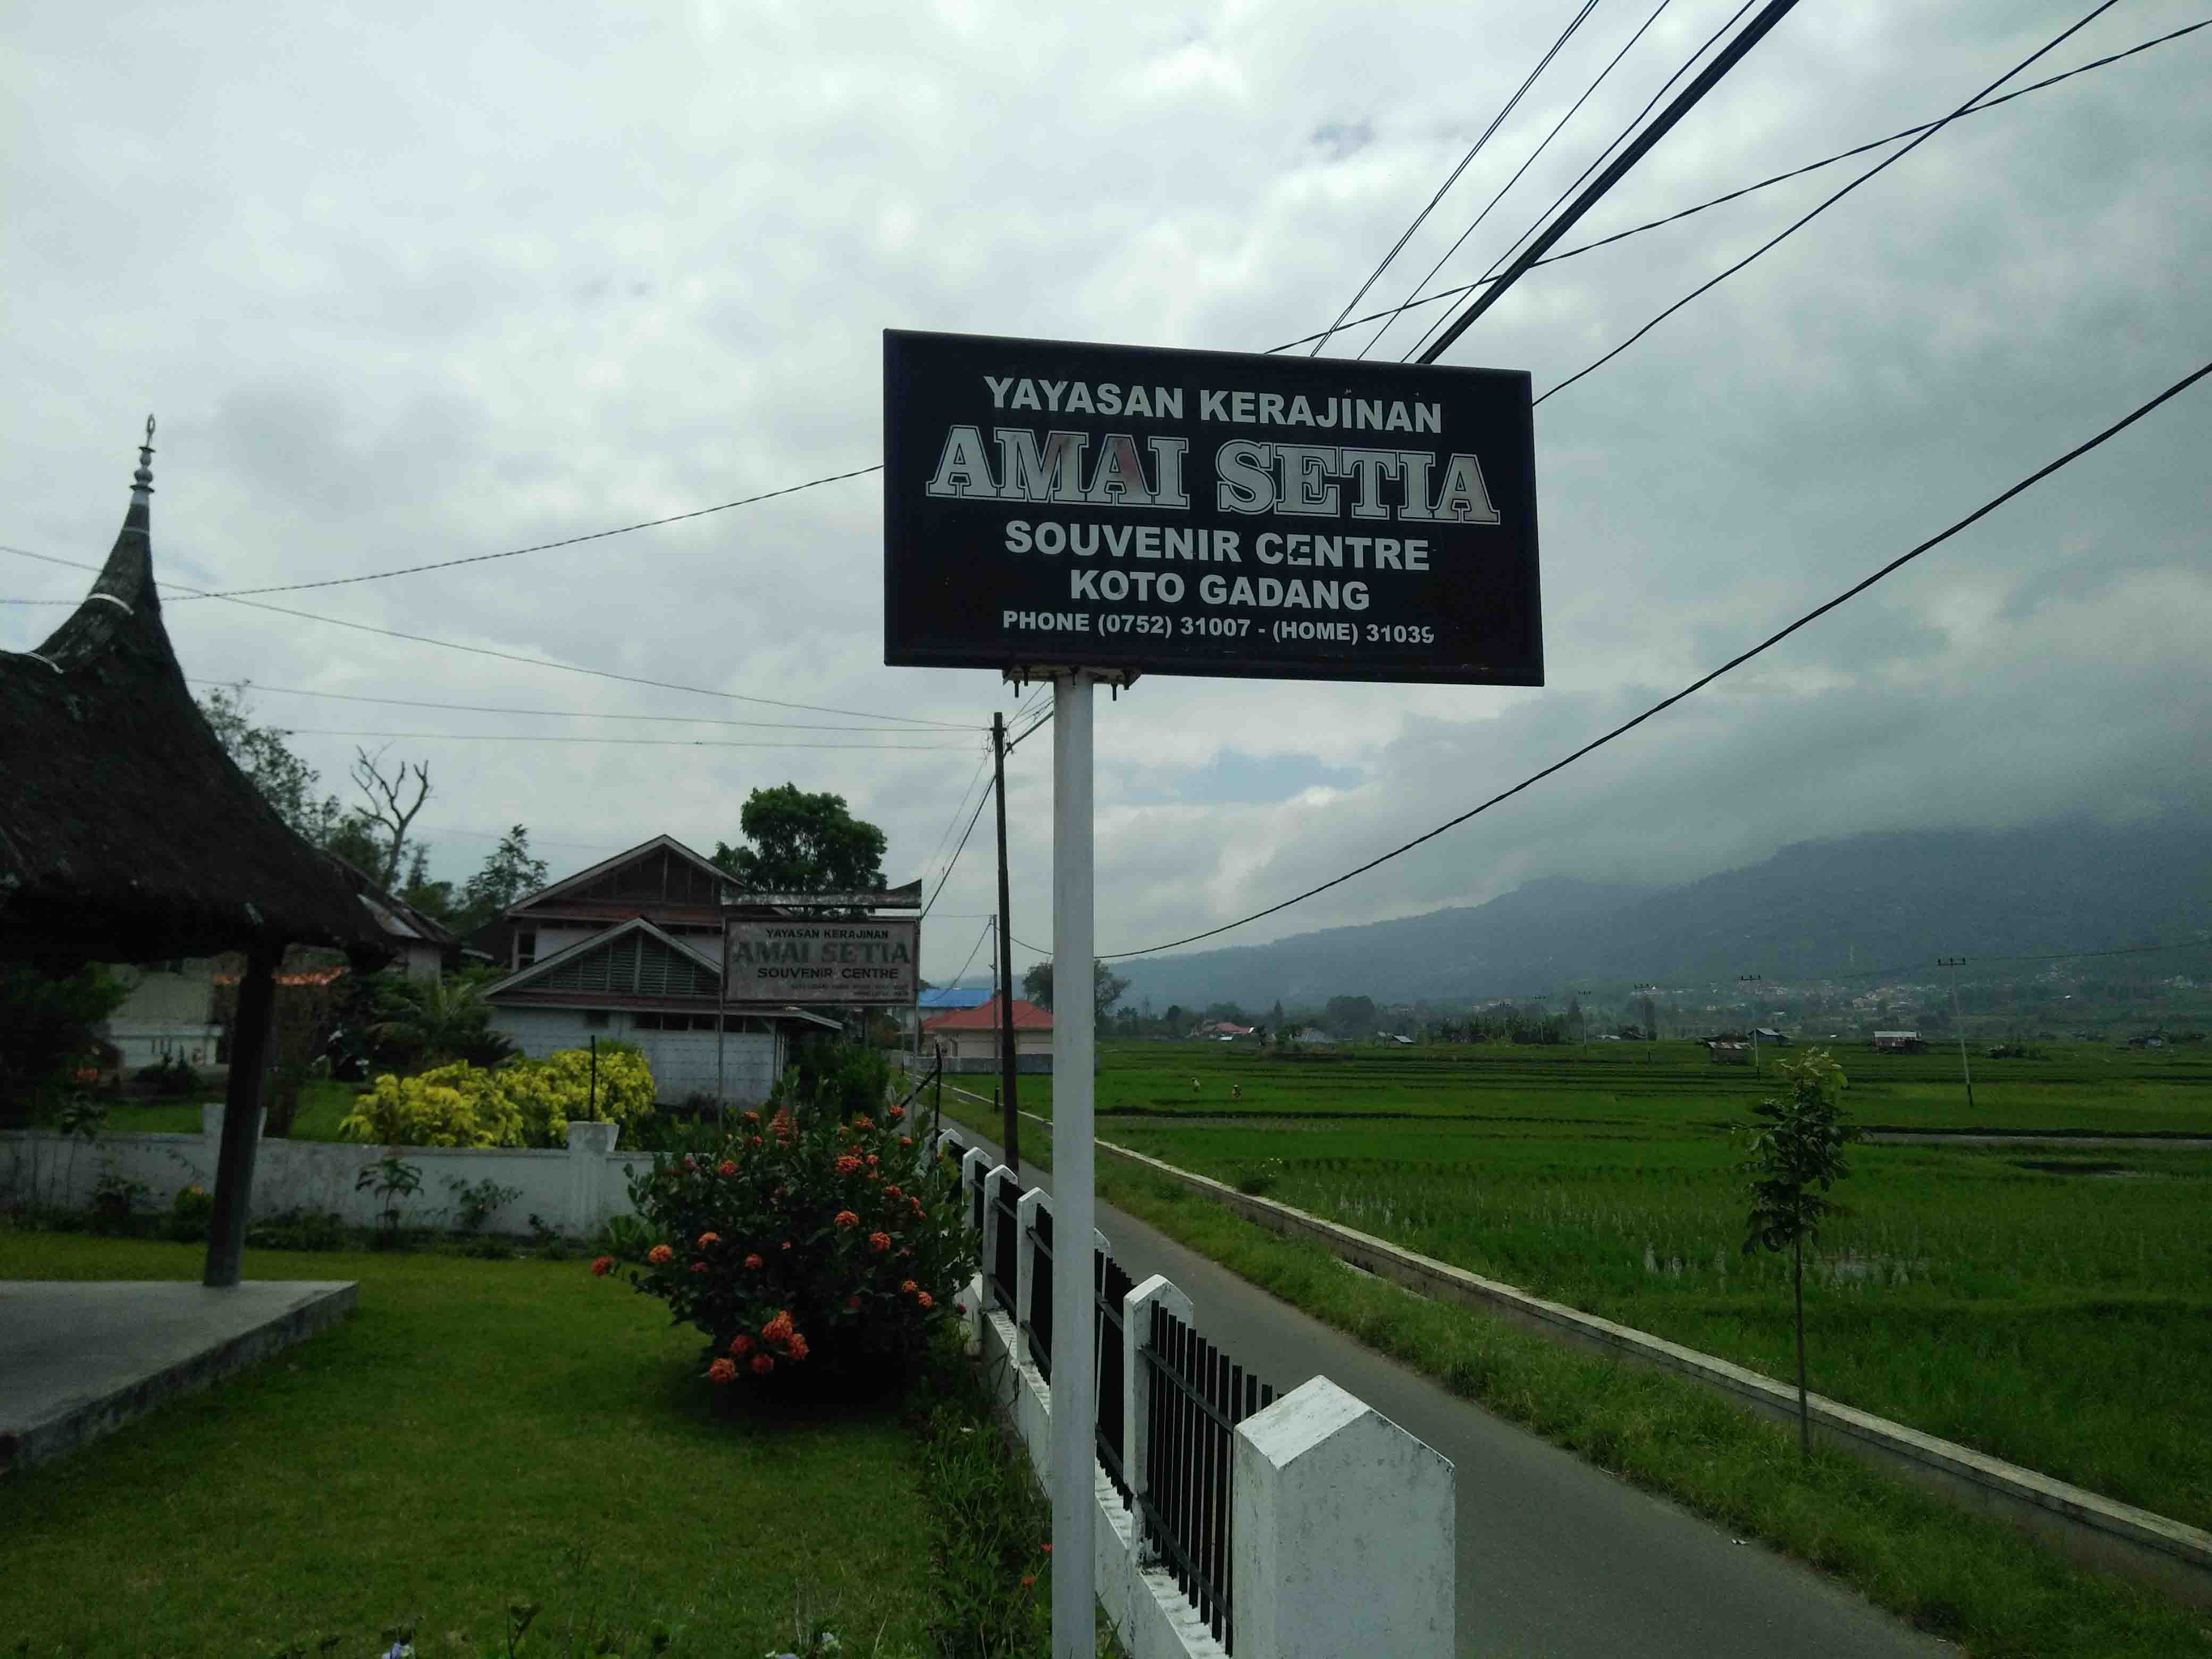 YAYASAN KERAJINAN
AMAI SETIA
SOUVENIR CENTRE
KOTO GADANG
PHONE (0752) 31007 - (HOME) 31039
YAYASAN KERAJINAN
AMAI SETIA
SOUVENIR CENTRE